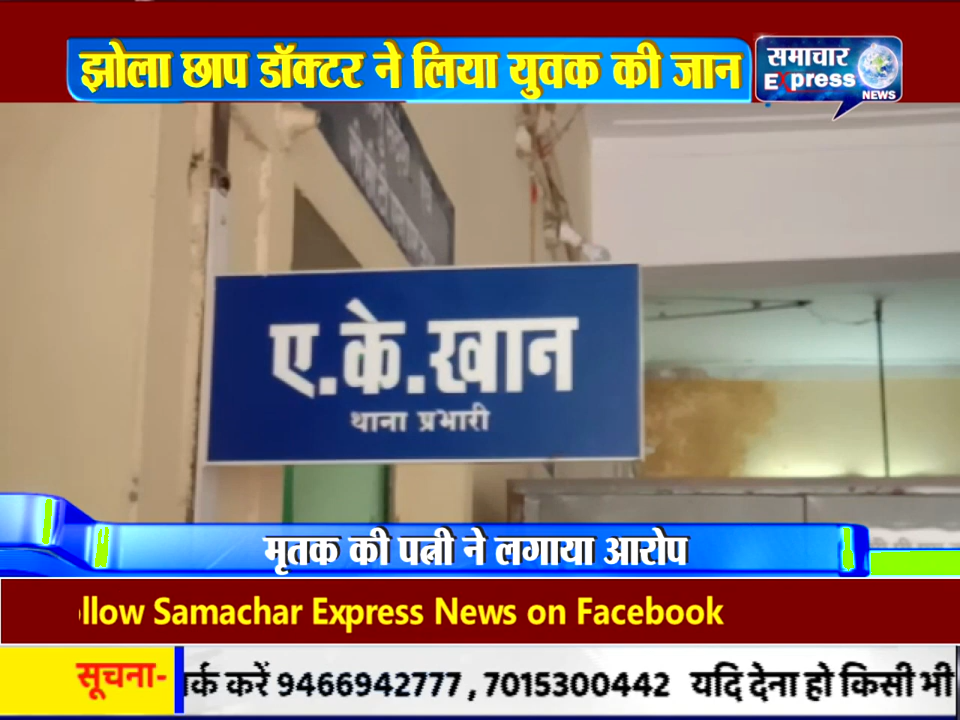 झोला छाप डॉक्टर ने लिया युवक की जान
समाचार
Express
NEWS
ए.के.खान
थाना प्रभारी
मृतक की पत्नी ने लगाया आरोप
llow Samachar Express News on Facebook
सूचना-
र्क करें 9466942777 , 7015300442 यदि देना हो किसी भी